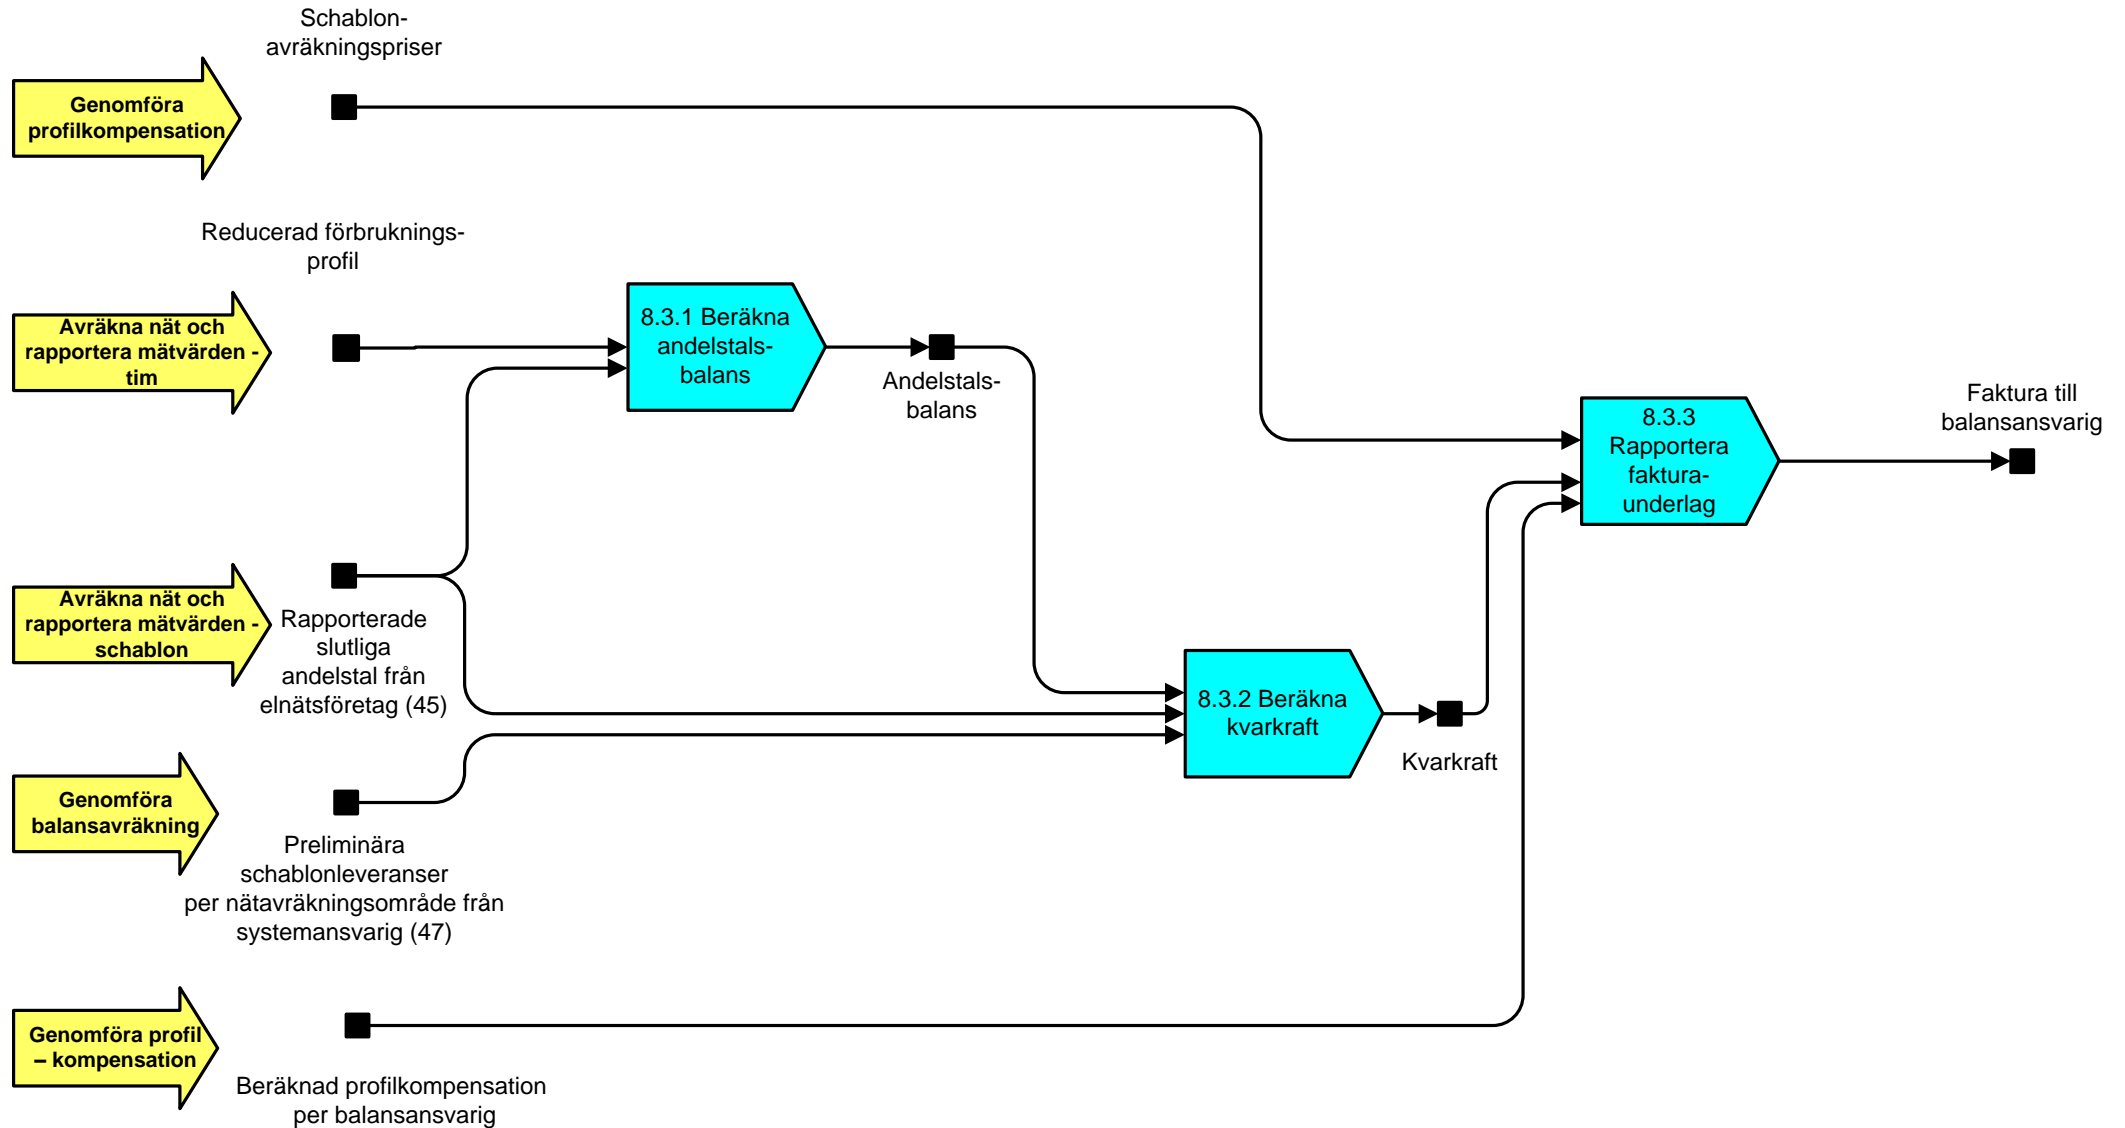 Schablon-
avräkningspriser
Genomföra
profilkompensation
Reducerad förbruknings-
profil
Avräkna nät och
rapportera mätvärden -
tim
8.3.1 Beräkna
andelstals-
balans
Andelstals-
balans
8.3.3
Rapportera
faktura-
underlag
Faktura till
balansansvarig
Avräkna nät och
rapportera mätvärden -
schablon
Rapporterade
slutliga
andelstal från
elnätsföretag (45)
8.3.2 Beräkna
kvarkraft
Kvarkraft
Genomföra
balansavräkning
Preliminära
schablonleveranser
per nätavräkningsområde från
systemansvarig (47)
Genomföra profil
– kompensation
Beräknad profilkompensation
per balansansvarig